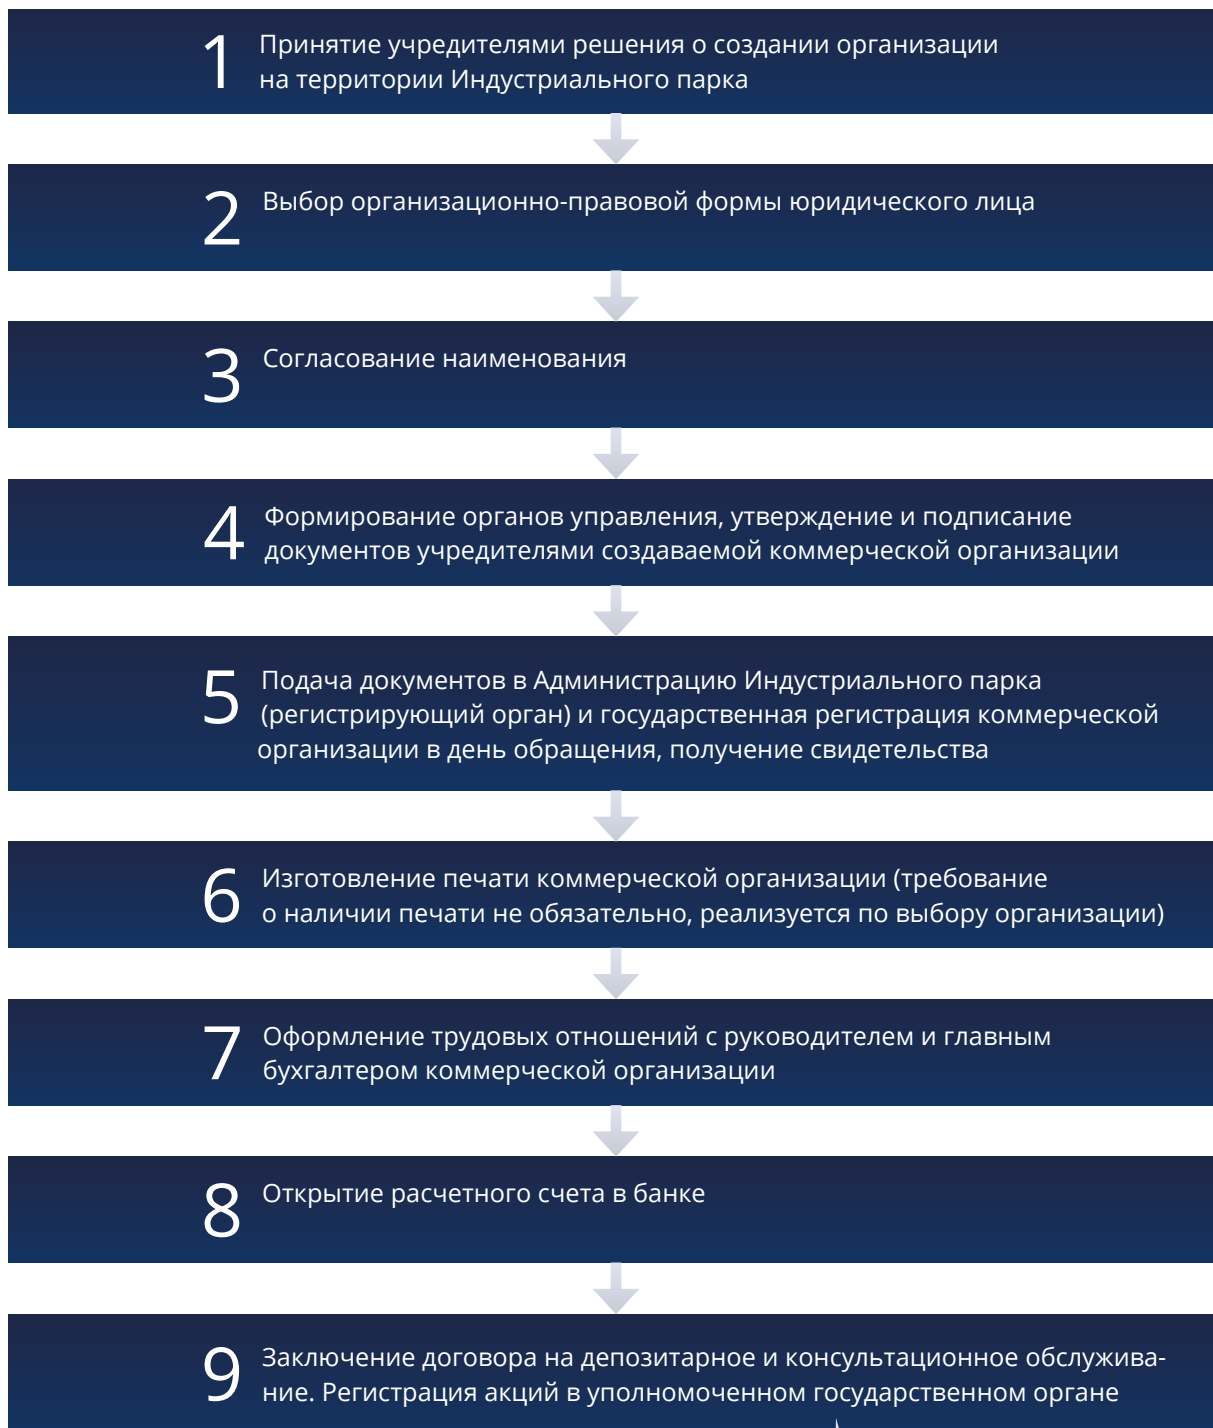 1 Принятие учредителями решения о создании организации
на территории Индустриального парка
2 Выбор организационно-правовой формы юридического лица
3 Согласование наименования
4 Формирование органов управления, утверждение и подписание
документов учредителями создаваемой коммерческой организации
5 Подача документов в Администрацию Индустриального парка
(регистрирующий орган) и государственная регистрация коммерческой
организации в день обращения, получение свидетельства
6 Изготовление печати коммерческой организации (требование
о наличии печати не обязательно, реализуется по выбору организации)
7 Оформление трудовых отношений с руководителем и главным
бухгалтером коммерческой организации
8 Открытие расчетного счета в банке
9 Заключение договора на депозитарное и консультационное обслужива-
ние. Регистрация акций в уполномоченном государственном органе